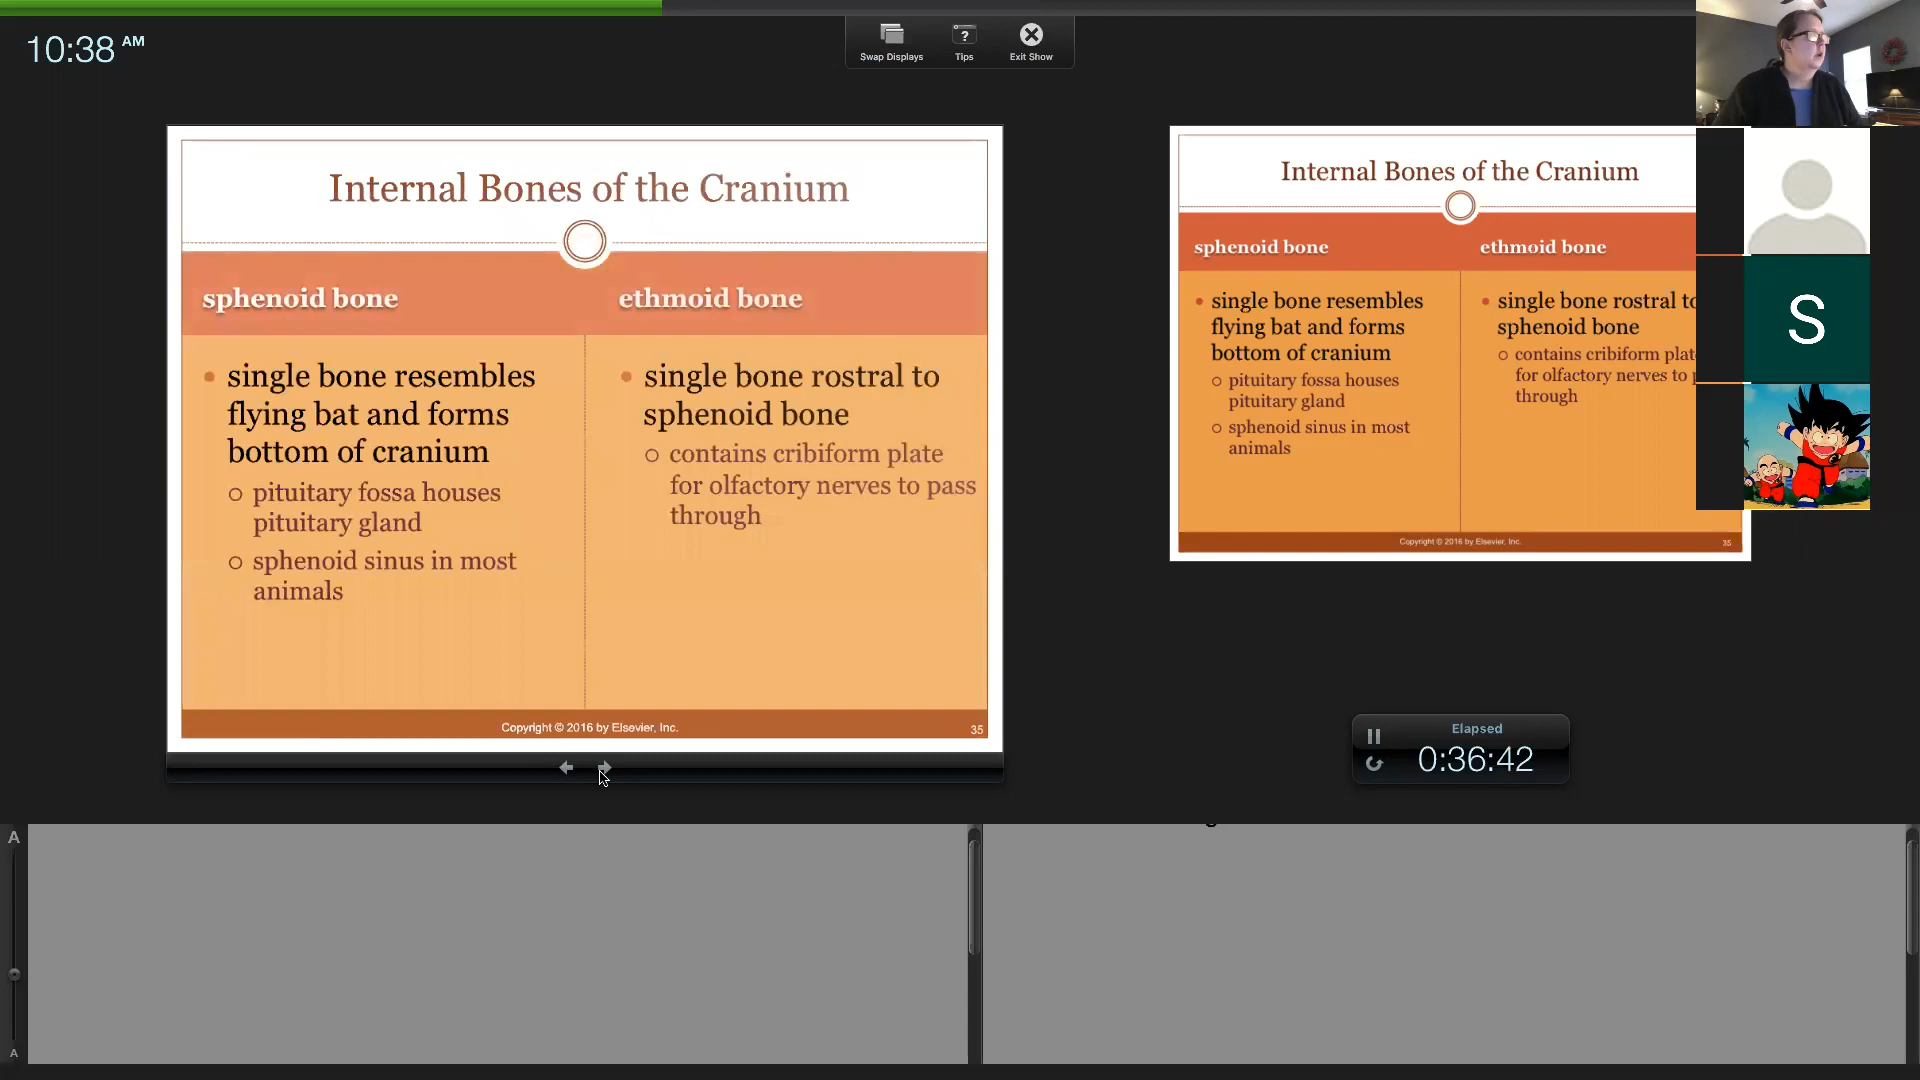 10:38 AM
Swap Displays
Tips
Exit Show
Internal Bones of the Cranium
sphenoid bone
ethmoid bone
single bone resembles
flying bat and forms
bottom of cranium
pituitary fossa houses
pituitary gland
sphenoid sinus in most
animals
single bone rostral to
sphenoid bone
contains cribiform plate
for olfactory nerves to pass
through
Copyright © 2016 by Elsevier, Inc.
35
Internal Bones of the Cranium
sphenoid bone
ethmoid bone
single bone resembles
flying bat and forms
bottom of cranium
pituitary fossa houses
pituitary gland
sphenoid sinus in most
animals
single bone rostral to
sphenoid bone
contains cribiform plate
for olfactory nerves to
through
Copyright © 2016 by Elsevier, Inc.
35
S
Elapsed
0:36:42
A
A